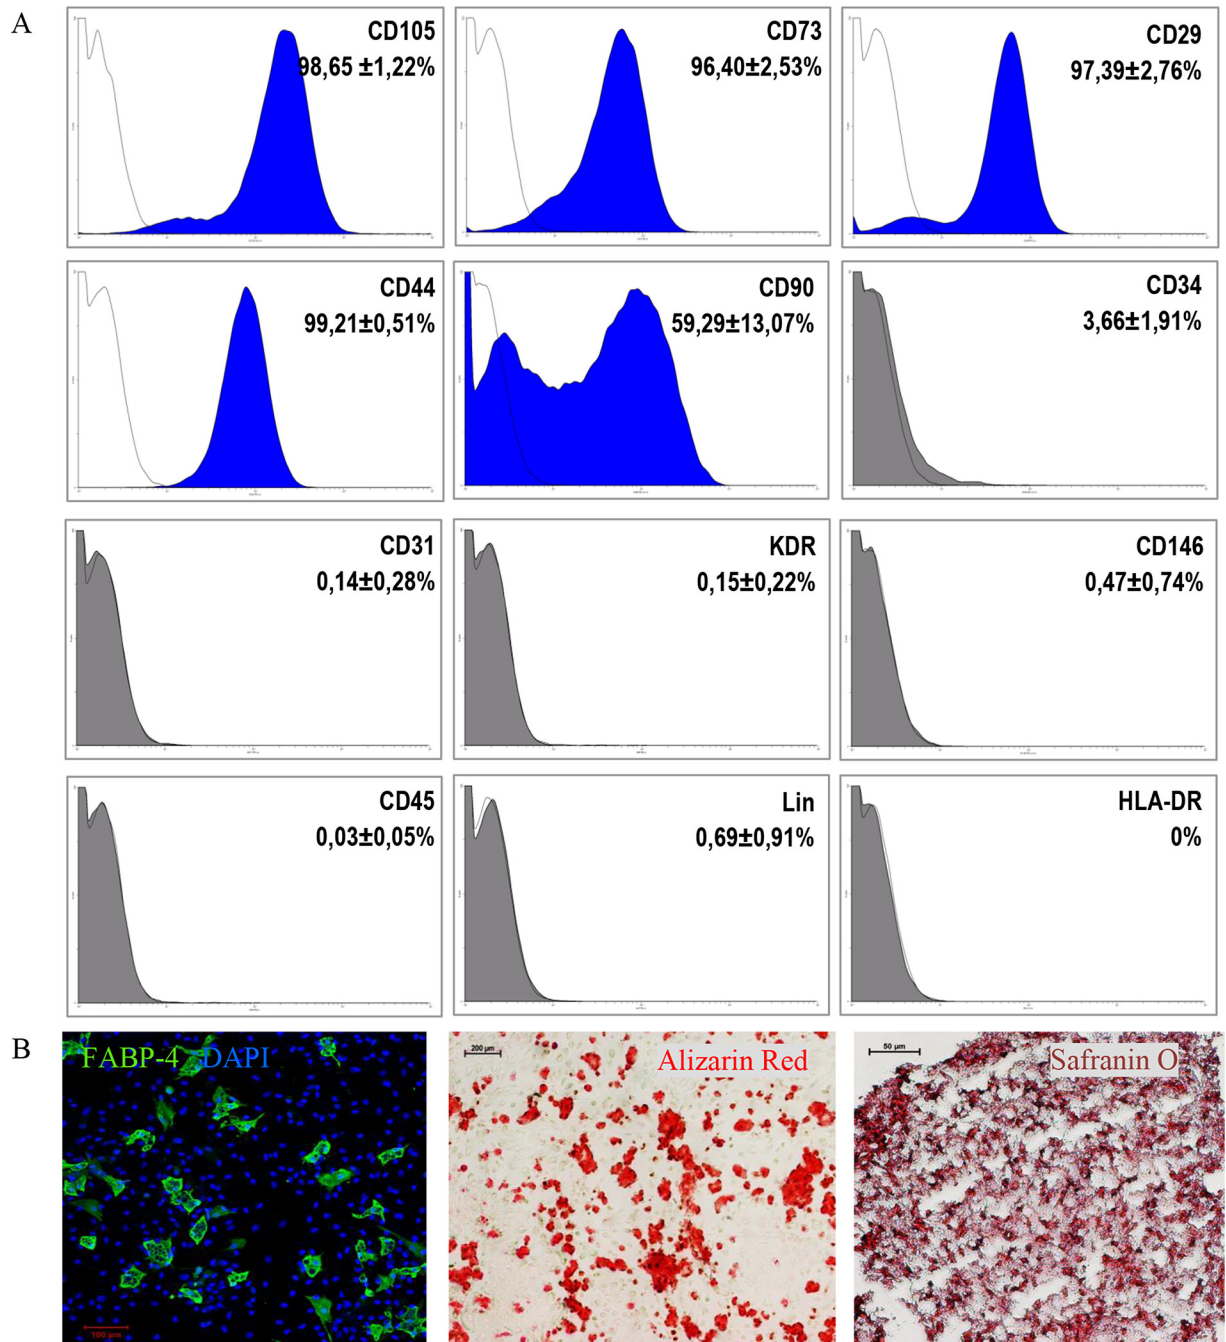 A
CD105
98,65 ±1,22%
CD73
96,40±2,53%
CD29
97,39±2,76%
CD44
99,21±0,51%
CD90
59,29±13,07%
CD34
3,66±1,91%
CD31
0,14±0,28%
KDR
0,15±0,22%
CD146
0,47±0,74%
CD45
0,03±0,05%
Lin
0,69±0,91%
HLA-DR
0%
B
FABP-4 DAPI
100 µm
200 µm
Alizarin Red
50 µm
Safranin O